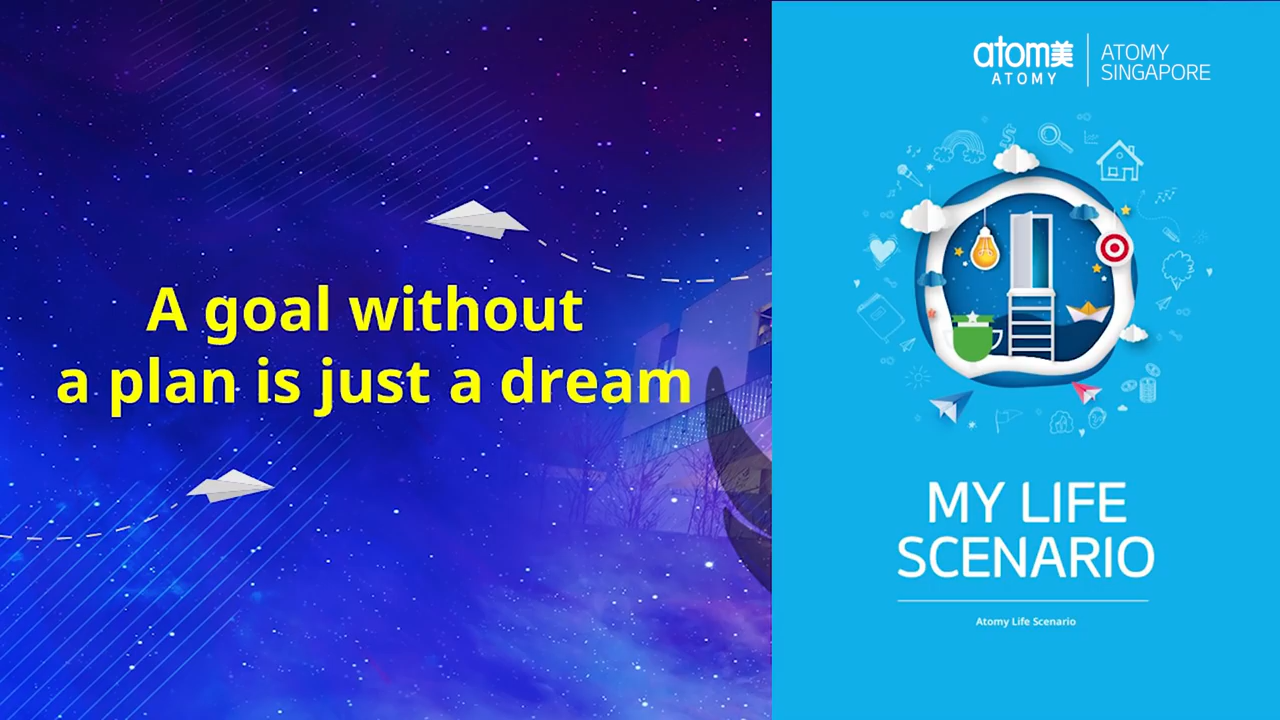 A goal without
a plan is just a dream
atom美
ATOMY
ATOMY
SINGAPORE
MY LIFE
SCENARIO
Atomy Life Scenario